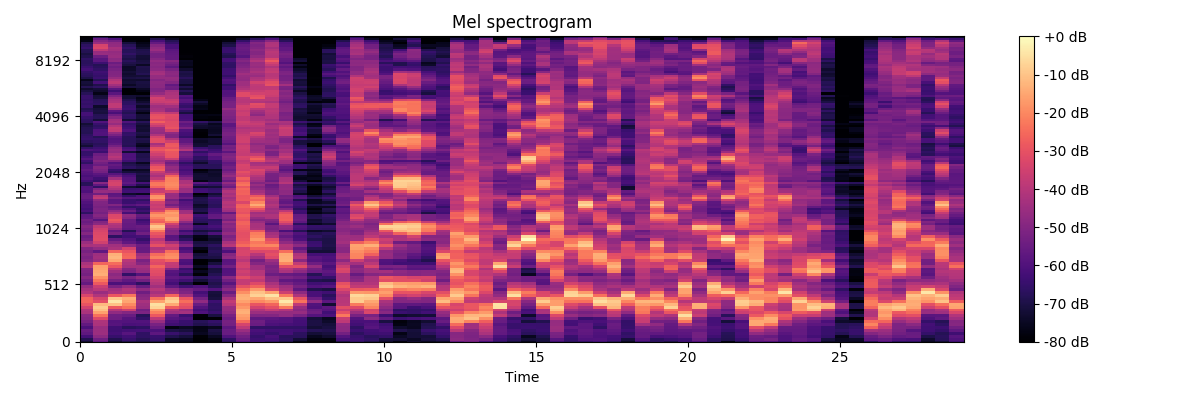 Mel spectrogram
+0 dB
8192
-10 dB
4096
-20 dB
-30 dB
2048
Hz
-40 dB
1024
-50 dB
-60 dB
512
-70 dB
0
-80 dB
0 5 10 15 20 25
Time